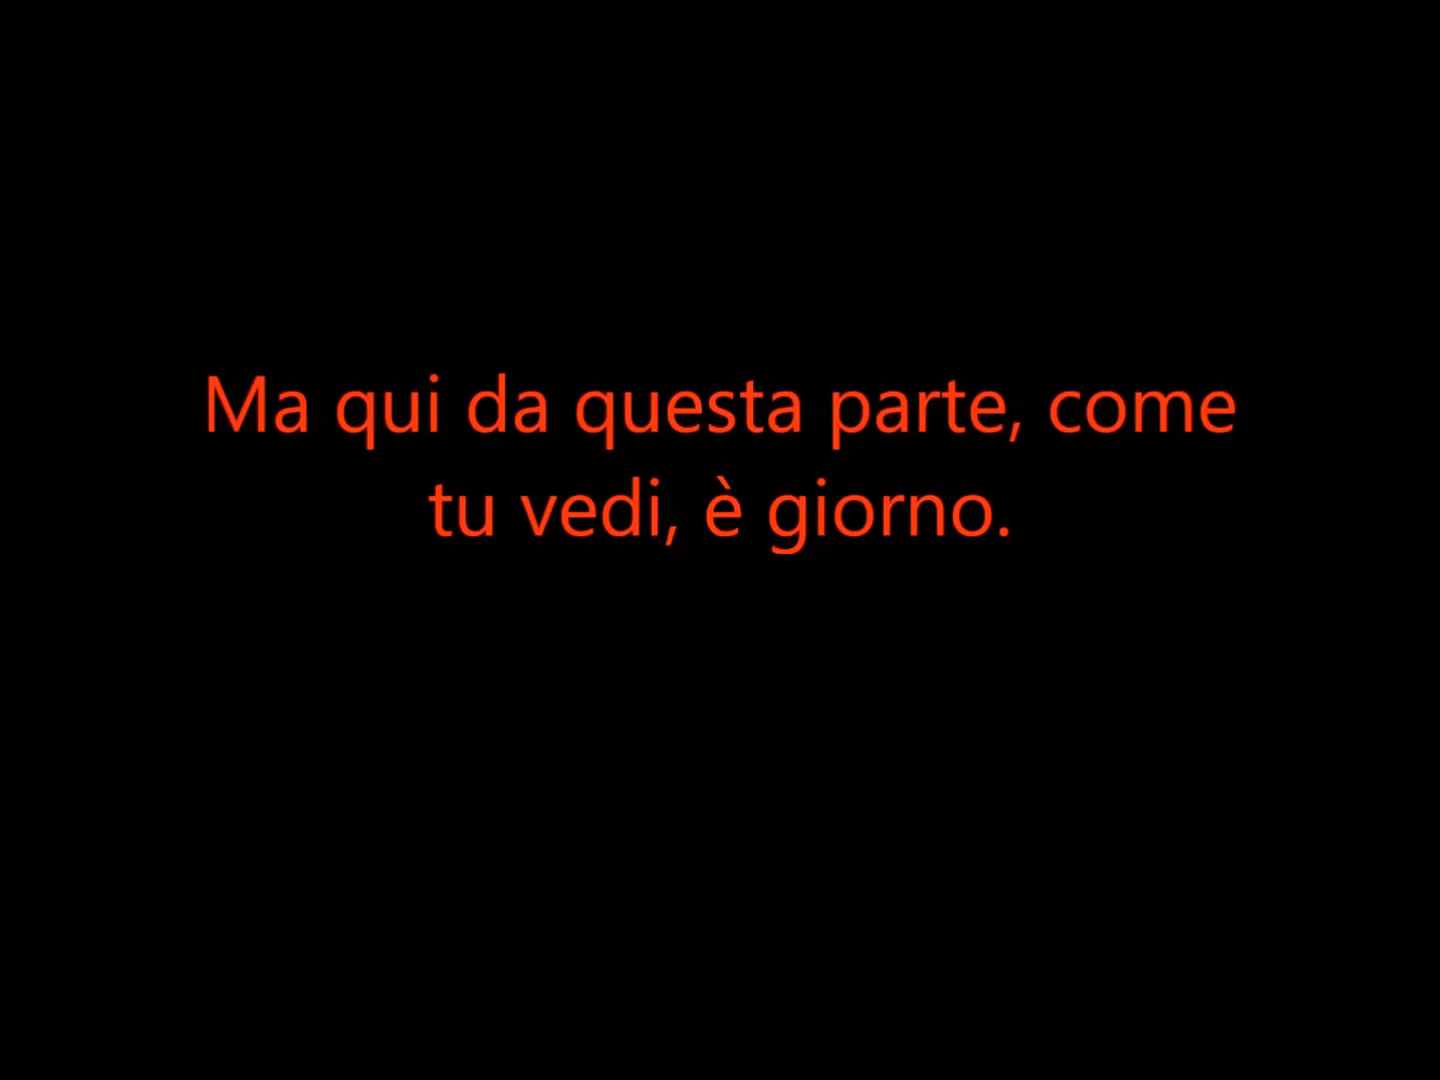 Ma qui da questa parte, come
tu vedi, è giorno.